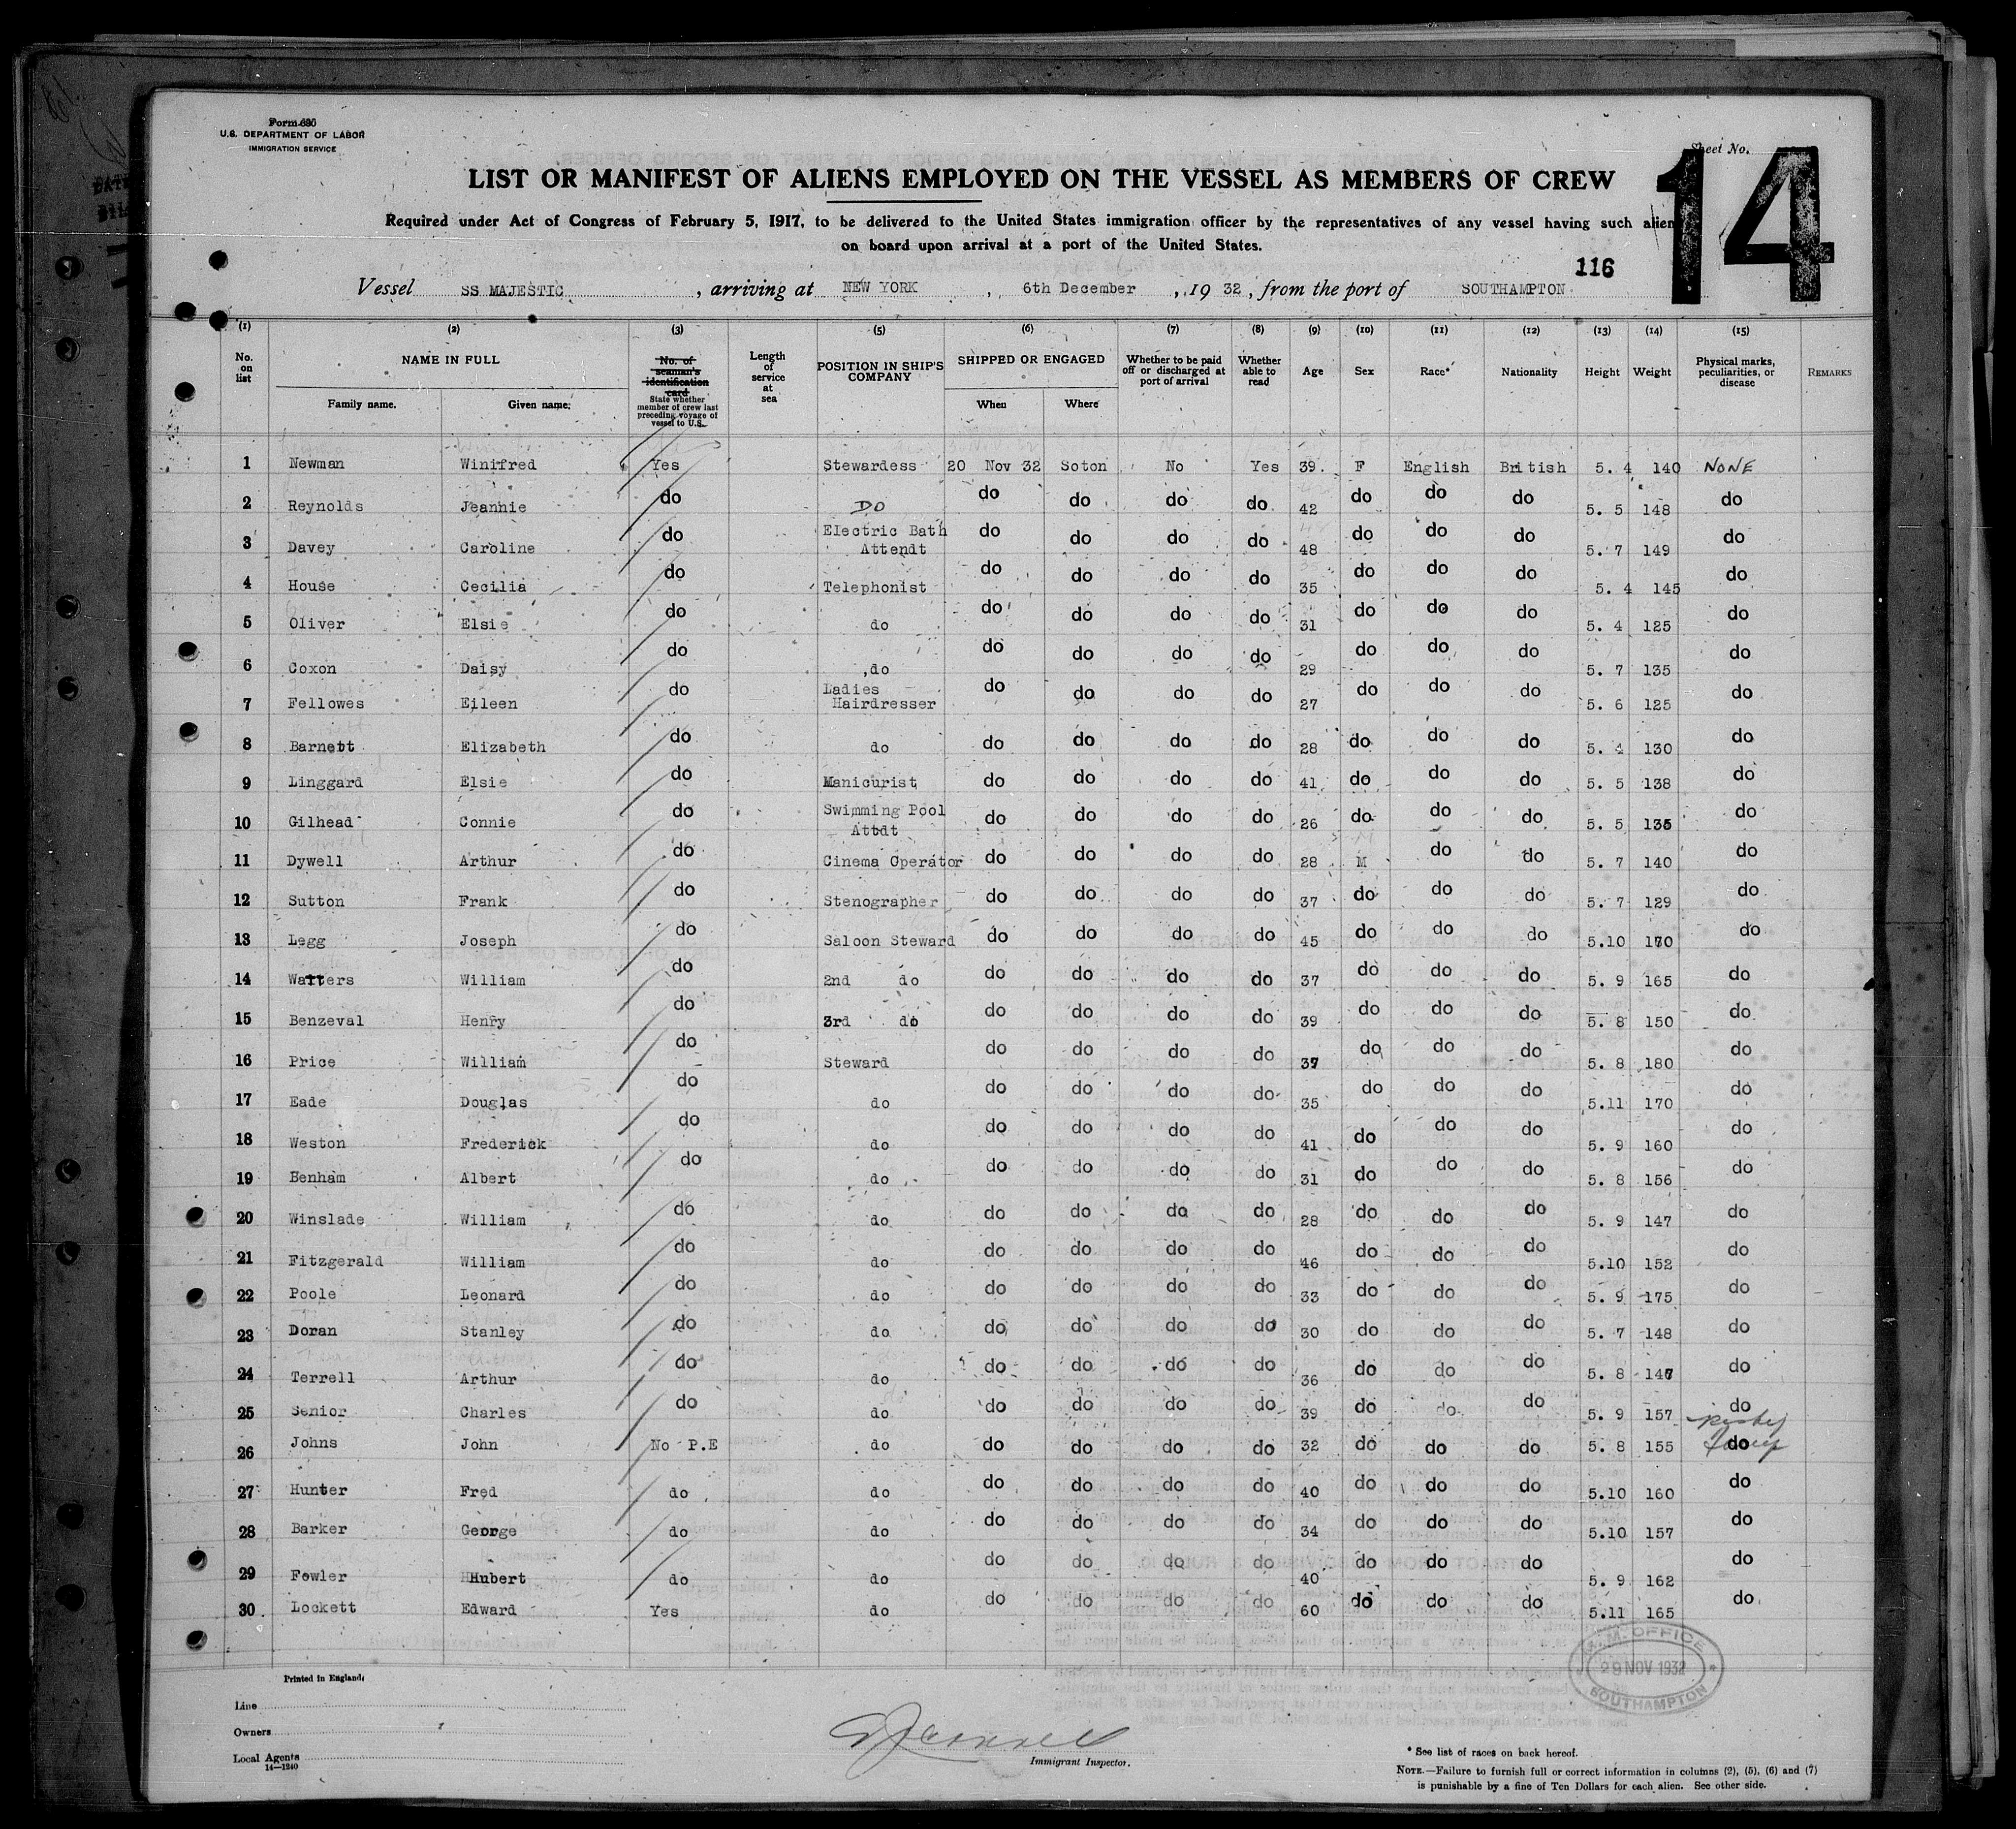 Form 680
U.S. DEPARTMENT OF LABOR
IMMIGRATION SERVICE
Sheet No.
14
LIST OR MANIFEST OF ALIENS EMPLOYED ON THE VESSEL AS MEMBERS OF CREW
Required under Act of Congress of February 5, 1917, to be delivered to the United States immigration officer by the representatives of any vessel having such alien
on board upon arrival at a port of the United States.
116
Vessel SS MAJESTIC, arriving at NEW YORK, 6th December, 19 32, from the port of SOUTHAMPTON
(1) (2) (3) (5) (6) (7) (8) (9) (10) (11) (12) (13) (14) (15)
No. on list NAME IN FULL Family name. Given name. No. of seaman's identification card State whether member of crew last preceding voyage of vessel to U.S. Length of service at sea POSITION IN SHIP'S COMPANY SHIPPED OR ENGAGED When Where Whether to be paid off or discharged at port of arrival Whether able to read Age Sex Race* Nationality Height Weight Physical marks, peculiarities, or disease REMARKS
1 Newman Winifred Yes Stewardess 20 Nov 32 Soton No Yes 39. F English British 5. 4 140 NONE
2 Reynolds Jeannie do DO do do do do 42 do do do 5. 5 148 do
3 Davey Caroline do Electric Bath Attendt do do do do 48 do do do 5. 7 149 do
4 House Cecilia do Telephonist do do do do 35 do do do 5. 4 145 do
5 Oliver Elsie do do do do do do 31 do do do 5. 4 125 do
6 Coxon Daisy do do do do do do 29 do do do 5. 7 135 do
7 Fellowes Eileen do Ladies Hairdresser do do do do 27 do do do 5. 6 125 do
8 Barnett Elizabeth do do do do do do 28 do do do 5. 4 130 do
9 Linggard Elsie do Manicurist do do do do 41 do do do 5. 5 138 do
10 Gilhead Connie do Swimming Pool Attdt do do do do 26 do do do 5. 5 135 do
11 Dywell Arthur do Cinema Operator do do do do 28 M do do 5. 7 140 do
12 Sutton Frank do Stenographer do do do do 37 do do do 5. 7 129 do
13 Legg Joseph do Saloon Steward do do do do 45 do do do 5.10 170 do
14 Watters William do 2nd do do do do do 37 do do do 5. 9 165 do
15 Benzeval Henry do 3rd do do do do do 39 do do do 5. 8 150 do
16 Price William do Steward do do do do do do do 5. 8 180 do
17 Eade Douglas do do do do do do 35 do do do 5.11 170 do
18 Weston Frederick do do do do do do 41 do do do 5. 9 160 do
19 Benham Albert do do do do do do 31 do do do 5. 8 156 do
20 Winslade William do do do do do do 28 do do do 5. 9 147 do
21 Fitzgerald William do do do do do do 46 do do do 5.10 152 do
22 Poole Leonard do do do do do do 33 do do do 5. 9 175 do
23 Doran Stanley do do do do do do 30 do do do 5. 7 148 do
24 Terrell Arthur do do do do do do 36 do do do 5. 8 do
25 Senior Charles do do do do do do 39 do do do 5. 9 157 do
26 Johns John No P.E do do do do do 32 do do do 5. 8 155 do
27 Hunter Fred do do do do do do 40 do do do 5.10 160 do
28 Barker George do do do do do do 34 do do do 5.10 157 do
29 Fowler HHubert do do do do do do 40 do do do 5. 9 162 do
30 Lockett Edward Yes do do do do do 60 do do do 5.11 165 do
Printed in England.
Line
Owners
Local Agents
14—1240
Immigrant Inspector.
M.M. OFFICE
29 NOV 1932
SOUTHAMPTON
* See list of races on back hereof.
NOTE.—Failure to furnish full or correct information in columns (2), (5), (6) and (7)
is punishable by a fine of Ten Dollars for each alien. See other side.